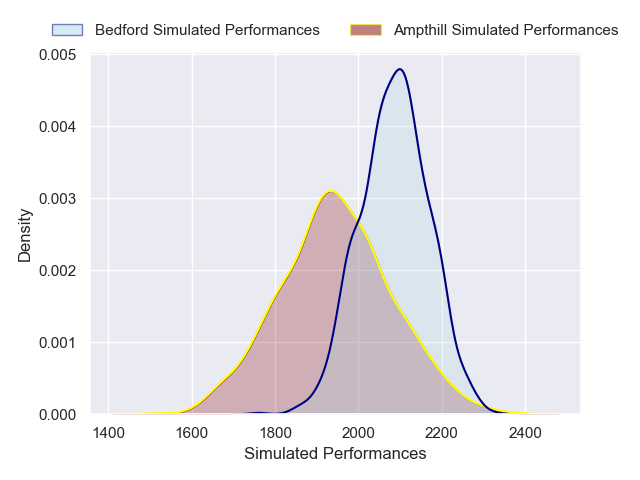 Bedford Simulated Performances Ampthill Simulated Performances
0.005
0.004
0.003
0.002
0.001
0.000
Density
1400 1600 1800 2000 2200 2400
Simulated Performances